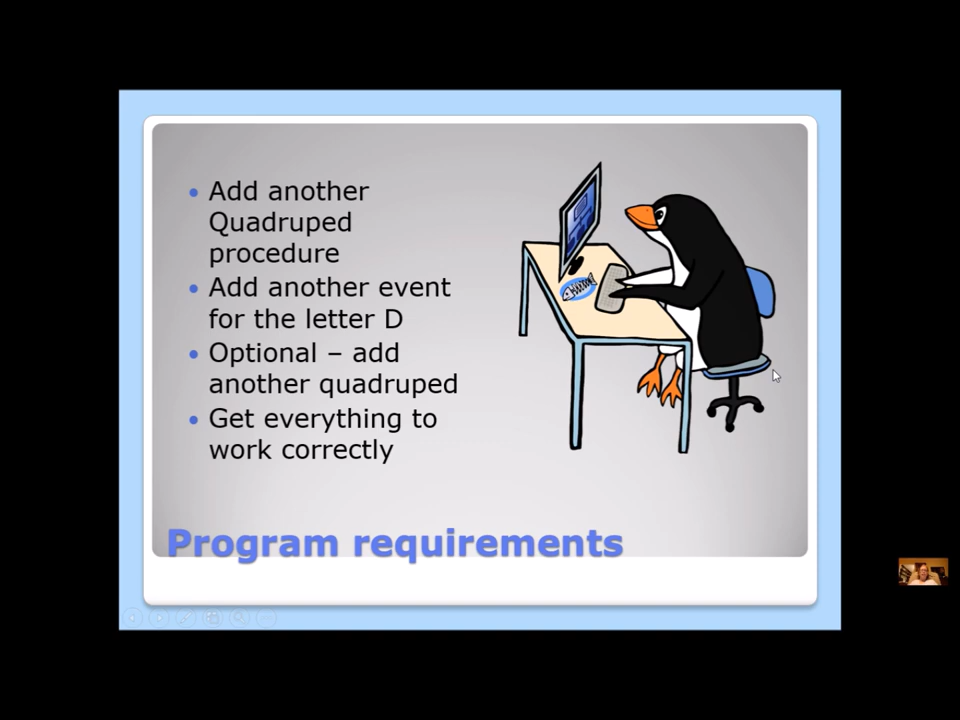 Add another
Quadruped
procedure
Add another event
for the letter D
Optional – add
another quadruped
Get everything to
work correctly
Program requirements